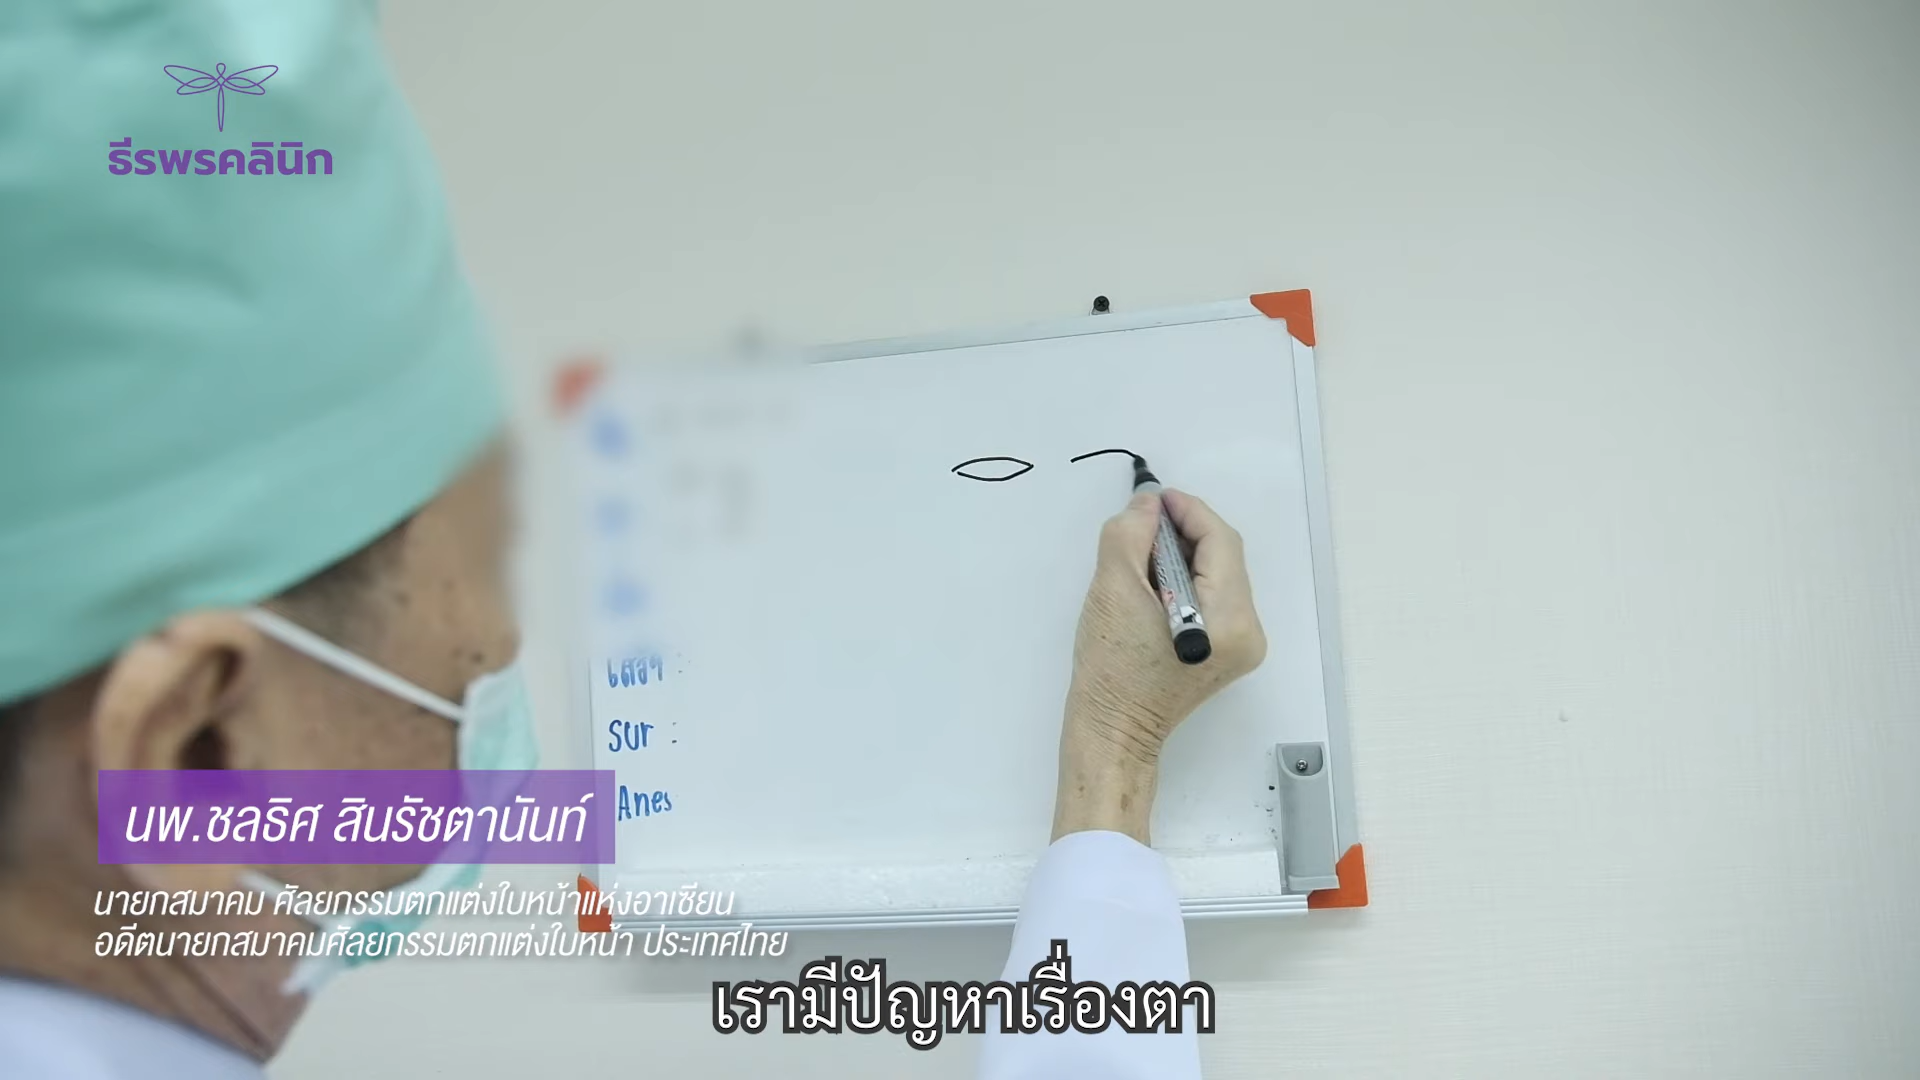 ธีรพรคลินิก
เคสฯ :
Sur :
Anes
นพ.ชลธิศ สินรัชตานันท์
นายกสมาคม ศัลยกรรมตกแต่งใบหน้าแห่งอาเซียน
อดีตนายกสมาคมศัลยกรรมตกแต่งใบหน้า ประเทศไทย
เรามีปัญหาเรื่องตา